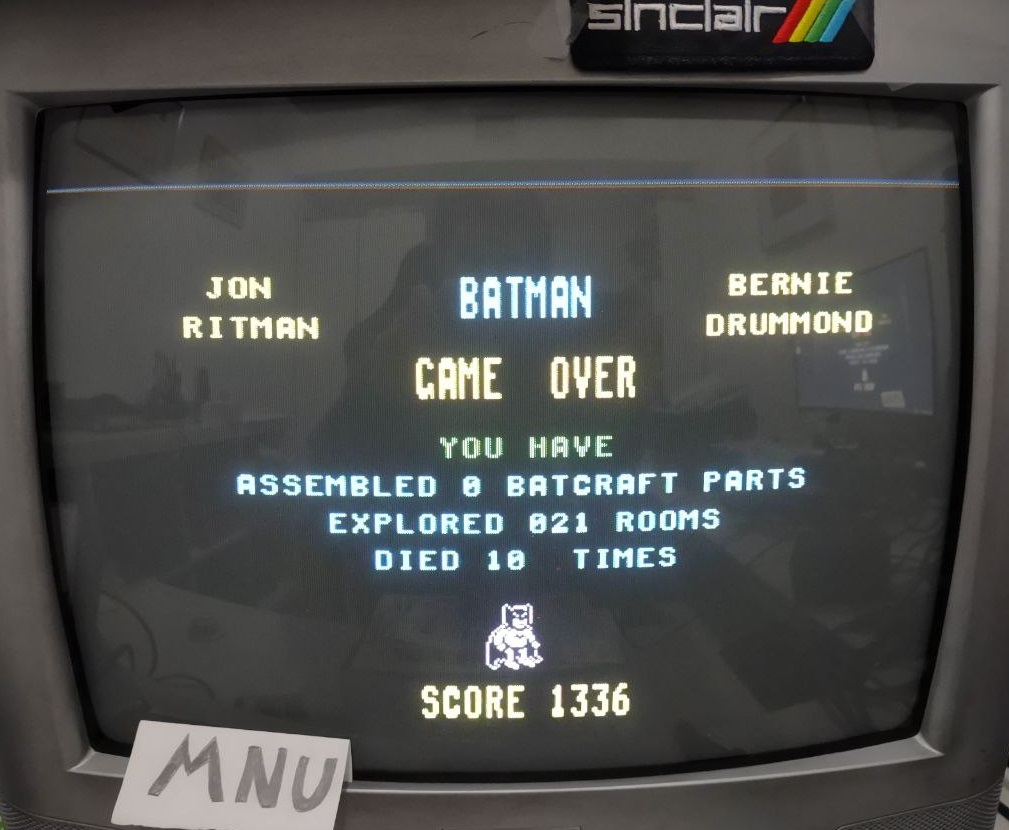 sinclair
JON
RITMAN
BATMAN
BERNIE
DRUMMOND
GAME OVER
YOU HAVE
ASSEMBLED 0 BATCRAFT PARTS
EXPLORED 021 ROOMS
DIED 10 TIMES
SCORE 1336
MNU